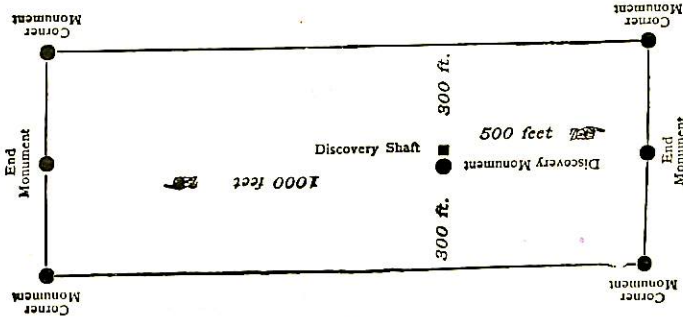 Corner
Monument
Corner
Monument
300 ft.
500 feet
End
Monument
Discovery Shaft
Discovery Monument
End
Monument
1000 feet
300 ft.
Corner
Monument
Corner
Monument